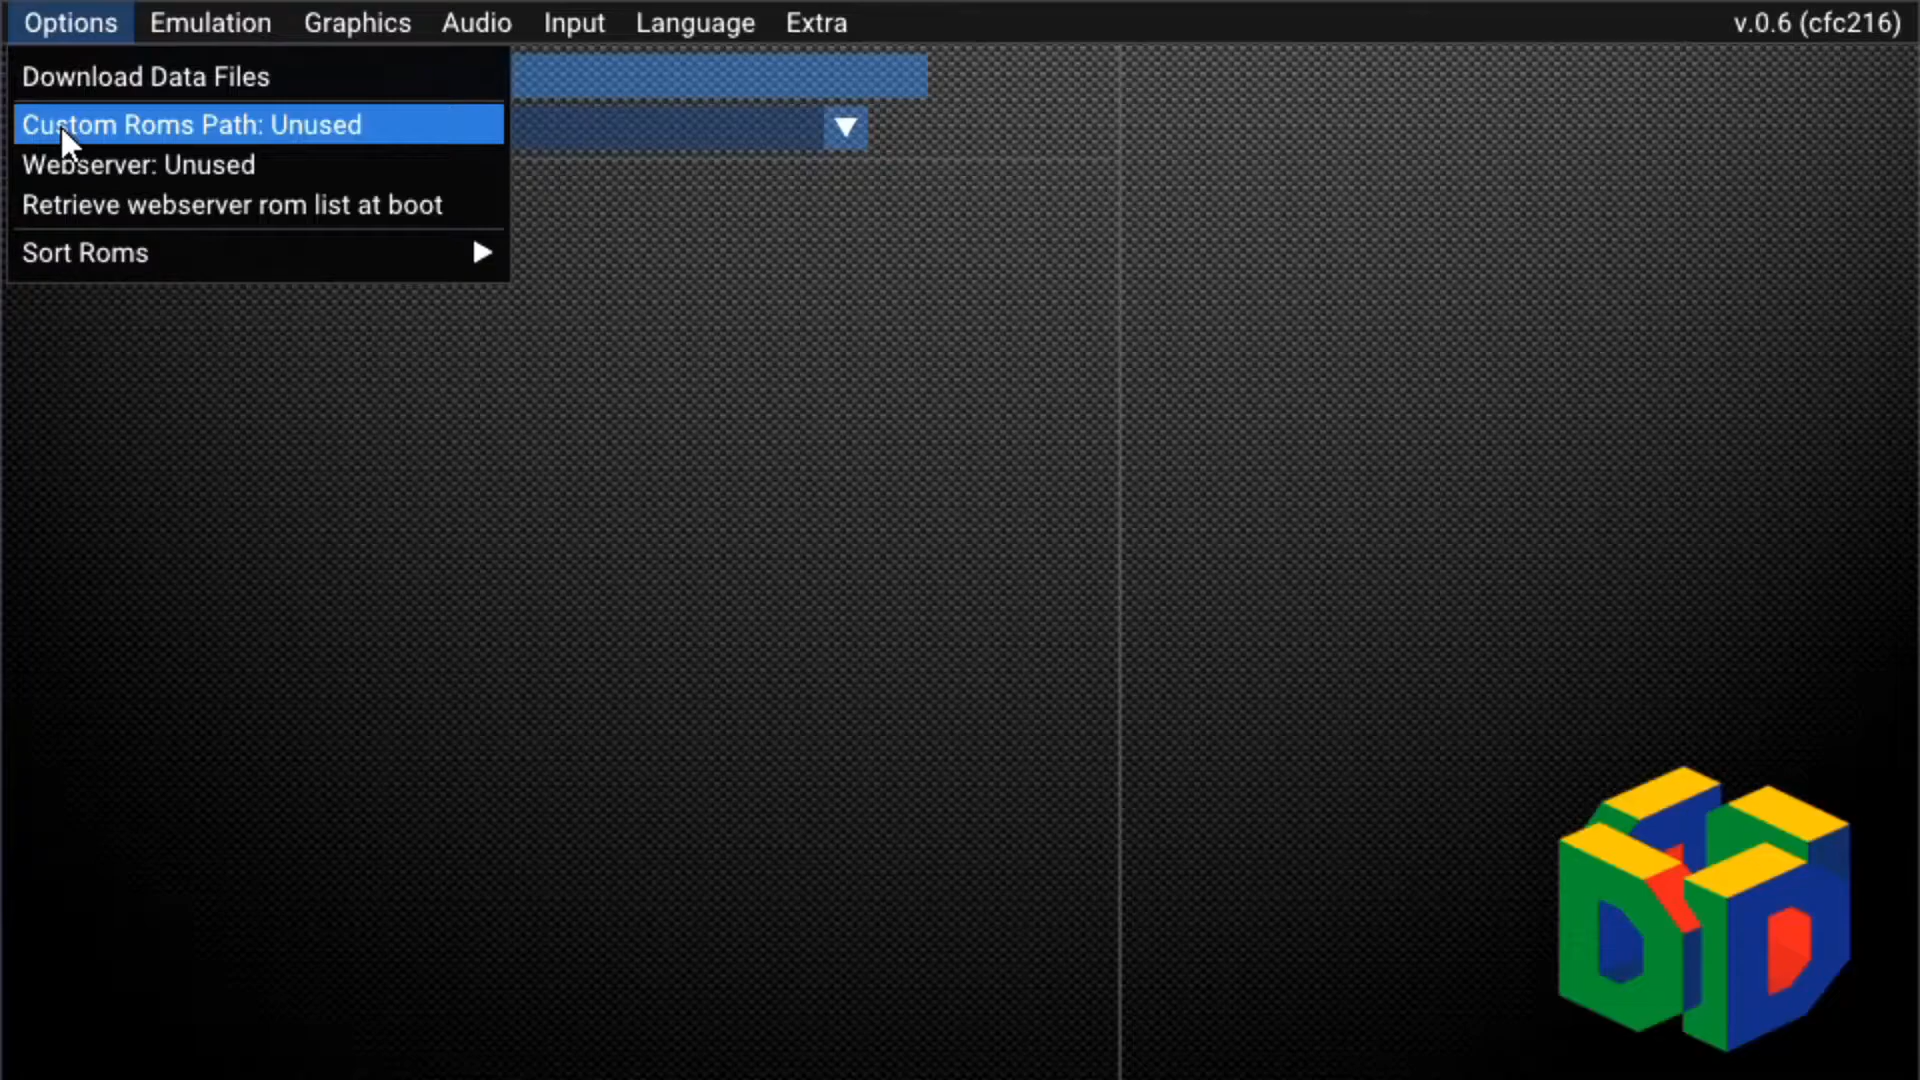 Options Emulation Graphics Audio Input Language Extra v.0.6 (cfc216)
Download Data Files
Custom Roms Path: Unused
Webserver: Unused
Retrieve webserver rom list at boot
Sort Roms
D D